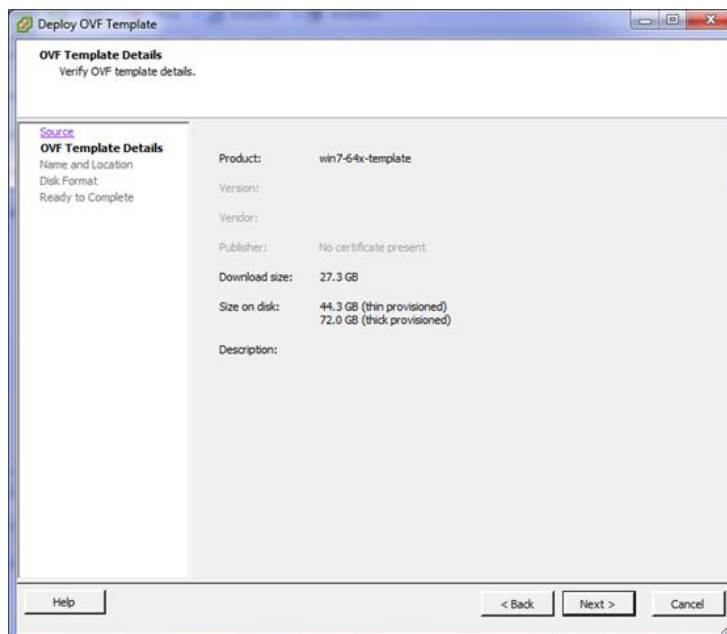 Deploy OVF Template
OVF Template Details
Verify OVF template details.
Source
OVF Template Details
Name and Location
Disk Format
Ready to Complete
Product: win7-64x-template
Version:
Vendor:
Publisher: No certificate present
Download size: 27.3 GB
Size on disk: 44.3 GB (thin provisioned)
72.0 GB (thick provisioned)
Description:
Help
< Back
Next >
Cancel